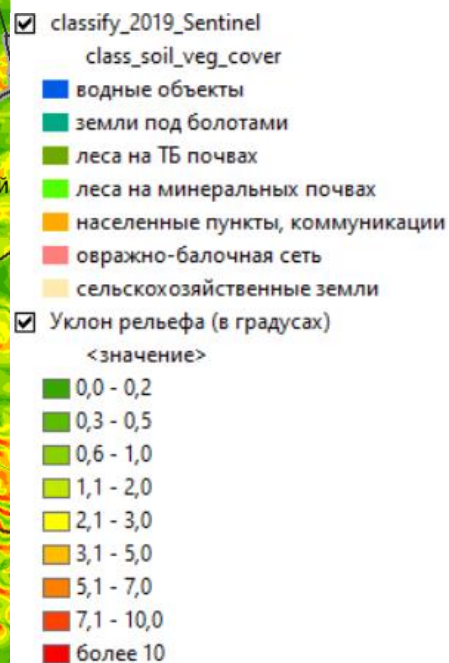 classify_2019_Sentinel
class_soil_veg_cover
водные объекты
земли под болотами
леса на ТБ почвах
леса на минеральных почвах
населенные пункты, коммуникации
овражно-балочная сеть
сельскохозяйственные земли
Уклон рельефа (в градусах)
<значение>
0,0 - 0,2
0,3 - 0,5
0,6 - 1,0
1,1 - 2,0
2,1 - 3,0
3,1 - 5,0
5,1 - 7,0
7,1 - 10,0
более 10